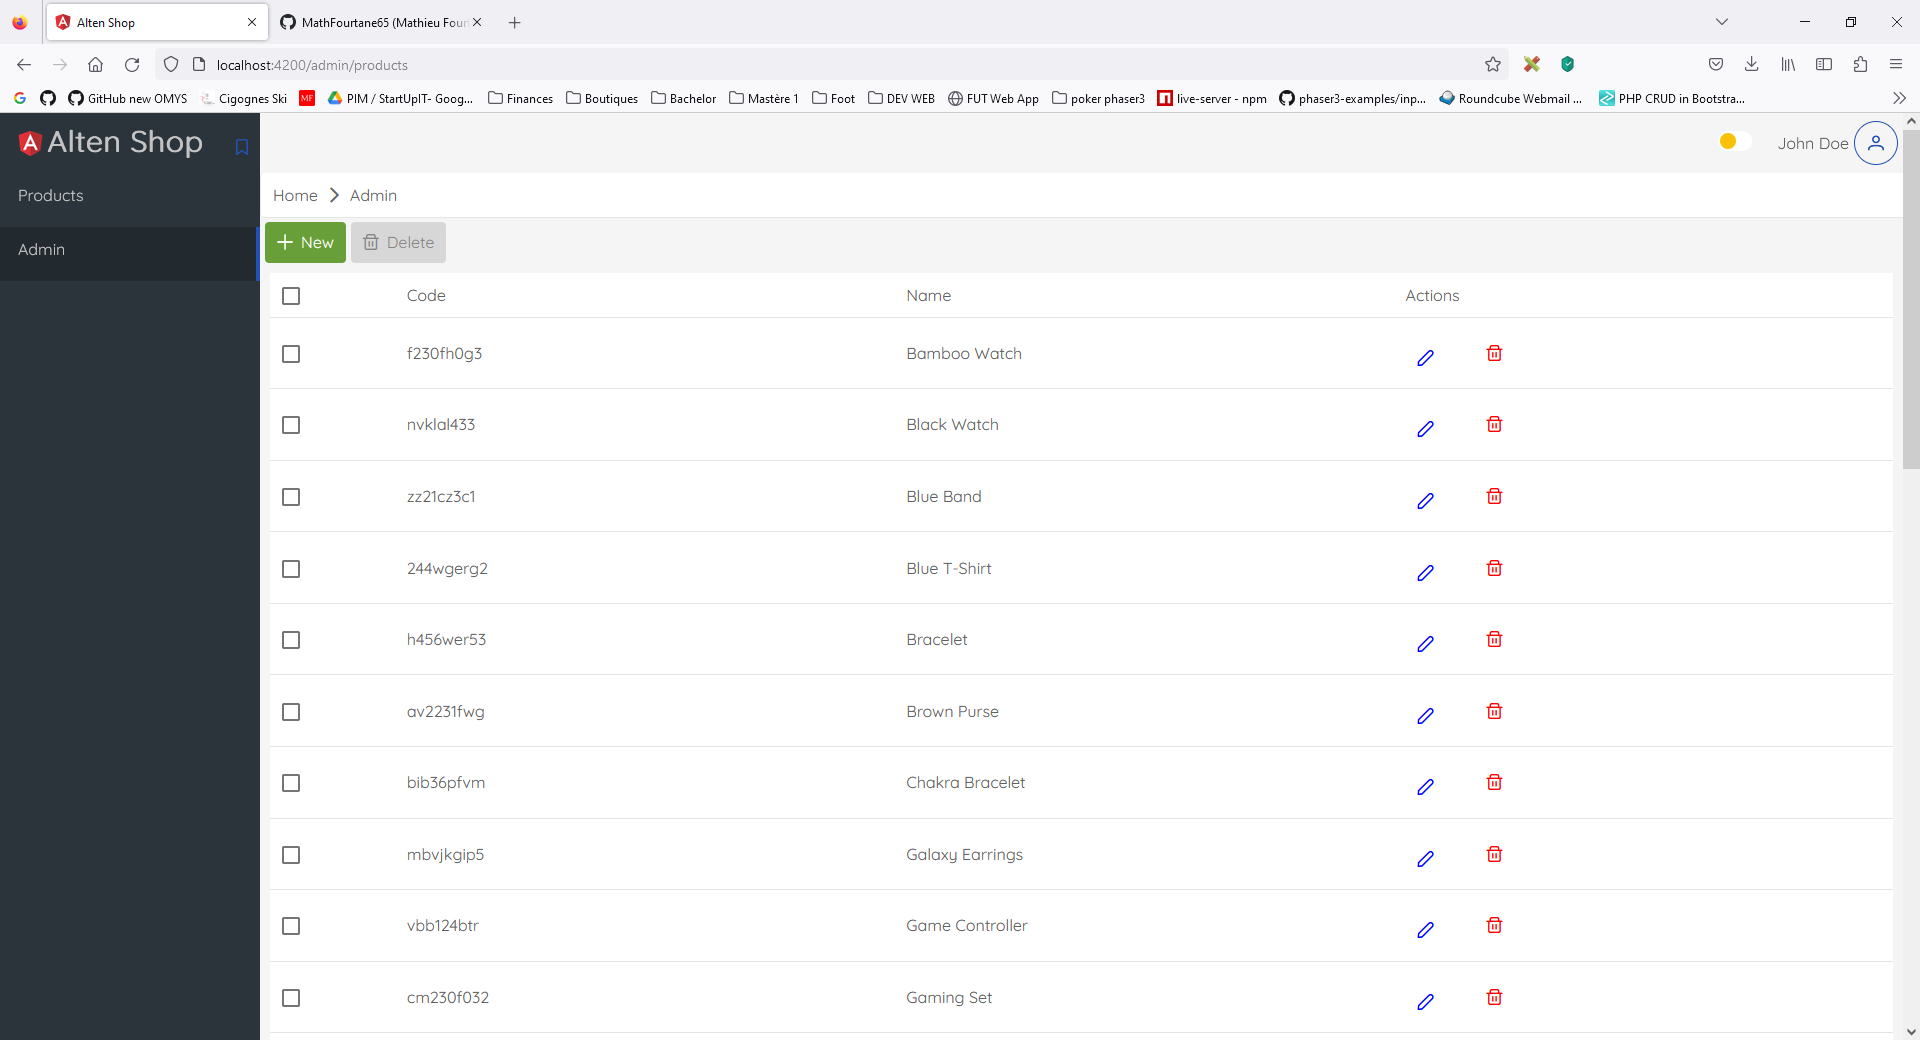 Alten Shop
MathFourtane65 (Mathieu Four
localhost:4200/admin/products
GitHub new OMYS
Cigognes Ski
MF
PIM / StartUpIT- Goog...
Finances
Boutiques
Bachelor
Mastère 1
Foot
DEV WEB
FUT Web App
poker phaser3
live-server - npm
phaser3-examples/inp...
Roundcube Webmail ...
PHP CRUD in Bootstra...
Alten Shop
John Doe
Products
Admin
Home Admin
New Delete
Code Name Actions
f230fh0g3 Bamboo Watch
nvklal433 Black Watch
zz21cz3c1 Blue Band
244wgerg2 Blue T-Shirt
h456wer53 Bracelet
av2231fwg Brown Purse
bib36pfvm Chakra Bracelet
mbvjkgip5 Galaxy Earrings
vbb124btr Game Controller
cm230f032 Gaming Set